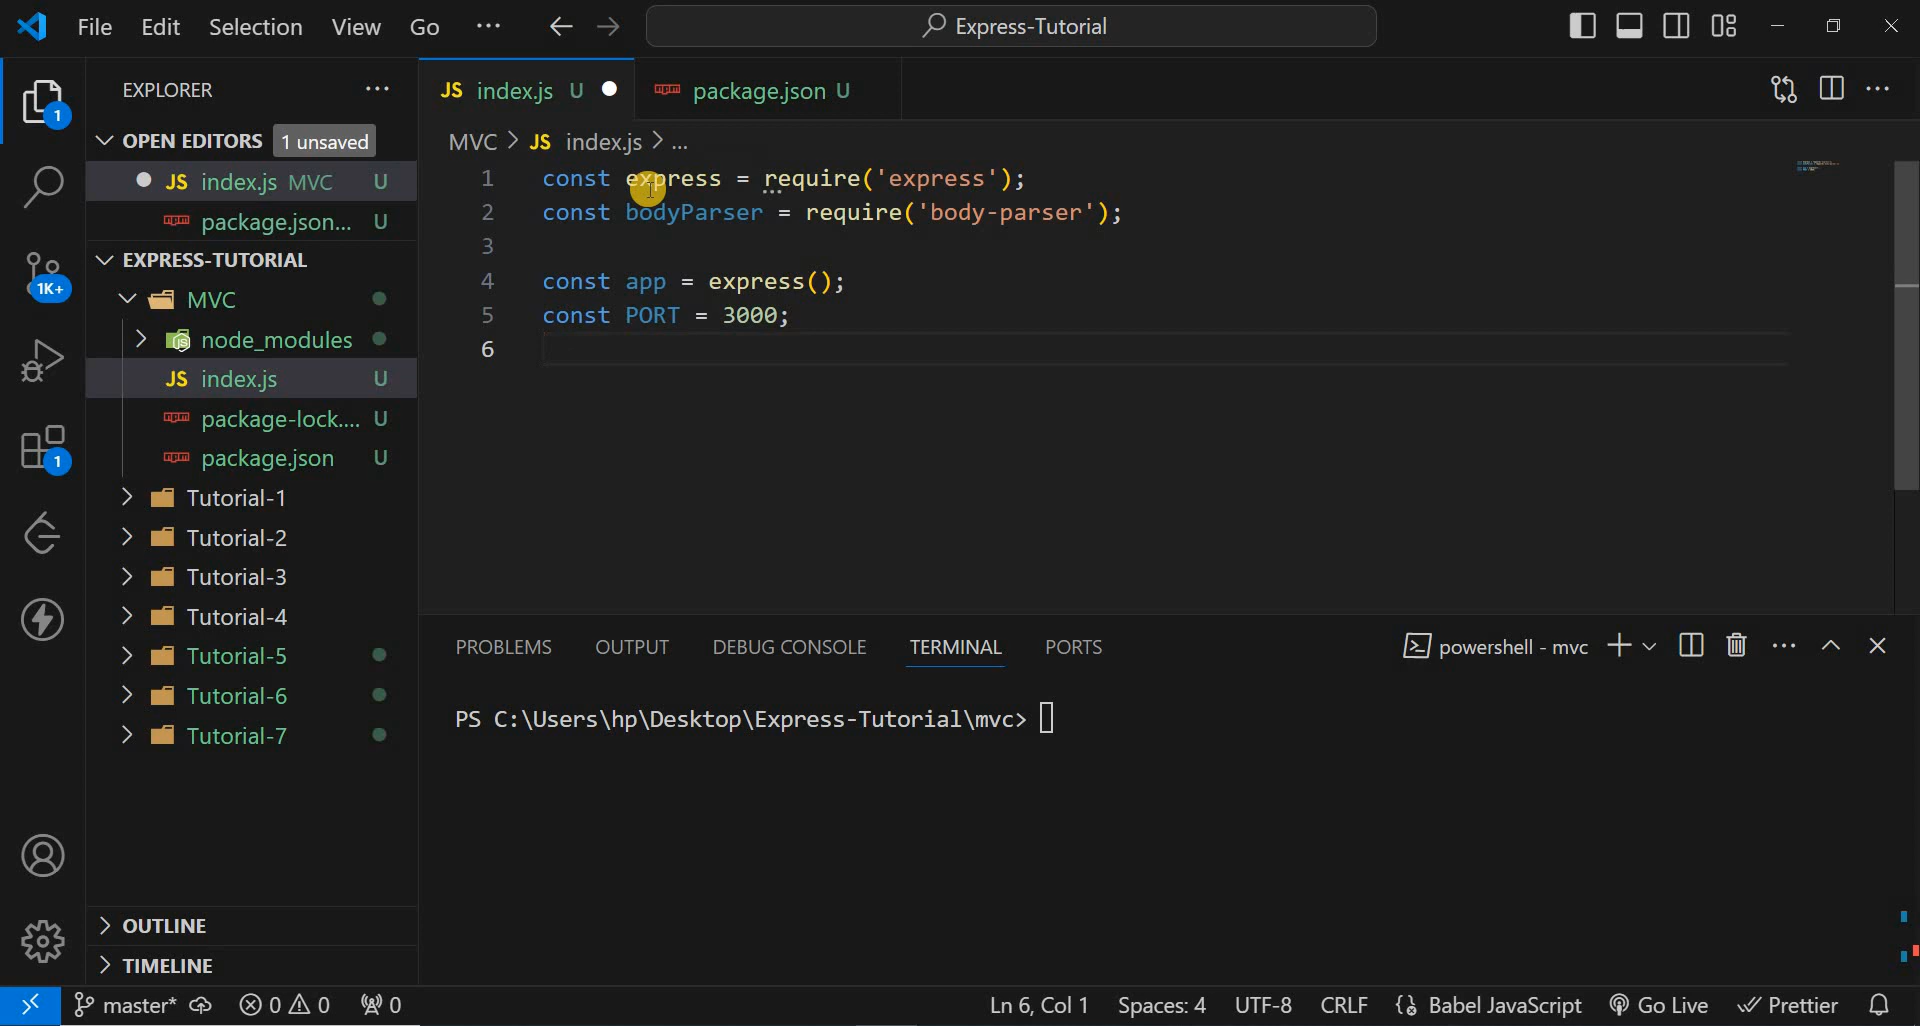 File Edit Selection View Go ··· Express-Tutorial
EXPLORER ···
OPEN EDITORS 1 unsaved
JS index.js MVC U
package.json... U
EXPRESS-TUTORIAL
MVC
node_modules
JS index.js U
package-lock.... U
package.json U
Tutorial-1
Tutorial-2
Tutorial-3
Tutorial-4
Tutorial-5
Tutorial-6
Tutorial-7
OUTLINE
TIMELINE
1
1K+
1
JS index.js U
package.json U
MVC > JS index.js > ...
1 const express = require('express');
2 const bodyParser = require('body-parser');
3
4 const app = express();
5 const PORT = 3000;
6
PROBLEMS OUTPUT DEBUG CONSOLE TERMINAL PORTS powershell - mvc
PS C:\Users\hp\Desktop\Express-Tutorial\mvc>
master* 0 0 0 Ln 6, Col 1 Spaces: 4 UTF-8 CRLF {} Babel JavaScript Go Live Prettier